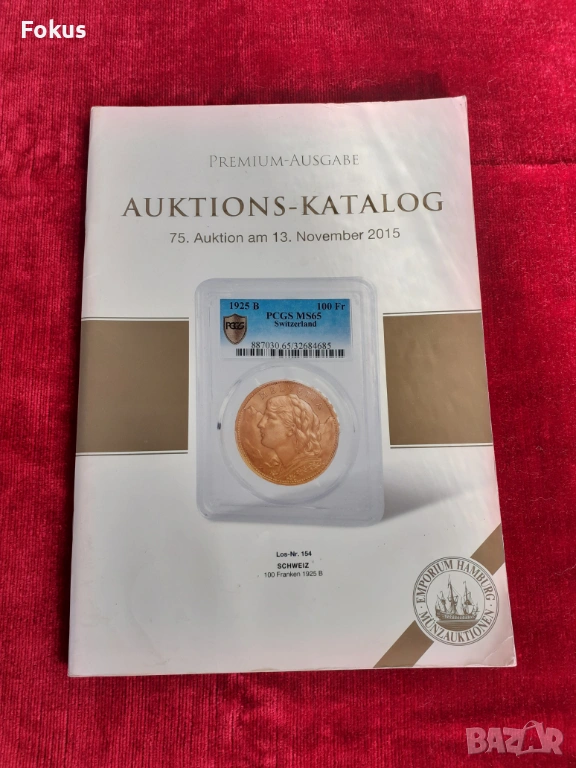 Fokus
PREMIUM-AUSGABE
AUKTIONS-KATALOG
75. Auktion am 13. November 2015
1925 B 100 Fr
PCGS MS65
Switzerland
PCGS
887030.65/32684685
Los-Nr. 154
SCHWEIZ
100 Franken 1925 B
EMPORIUM HAMBURG
MÜNZAUKTIONEN
BAZAR